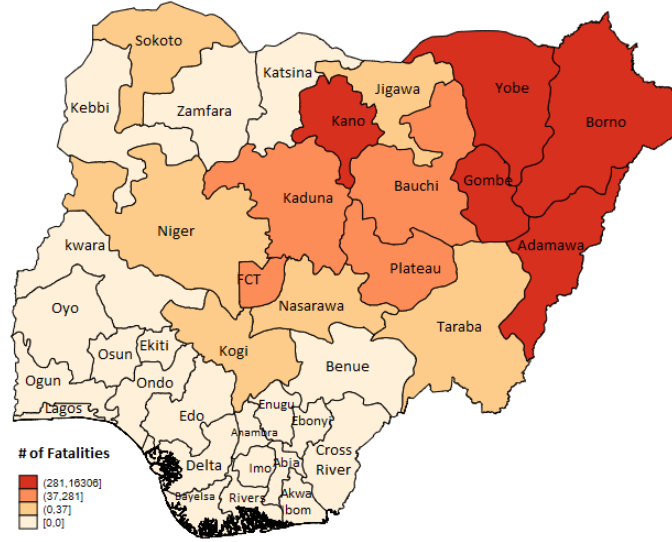 Sokoto
Katsina
Jigawa
Yobe
Kebbi
Zamfara
Kano
Borno
Kaduna
Bauchi
Gombe
Niger
kwara
Adamawa
FCT
Plateau
Oyo
Nasarawa
Taraba
Osun
Ekiti
Kogi
Benue
Ogun
Ondo
Lagos
Edo
Enugu
Ebonyi
Anambra
Cross
River
Delta
Imo
Abia
Bayelsa
Rivers
Akwa
Ibom
# of Fatalities
(281,16306]
(37,281]
(0,37]
[0,0]